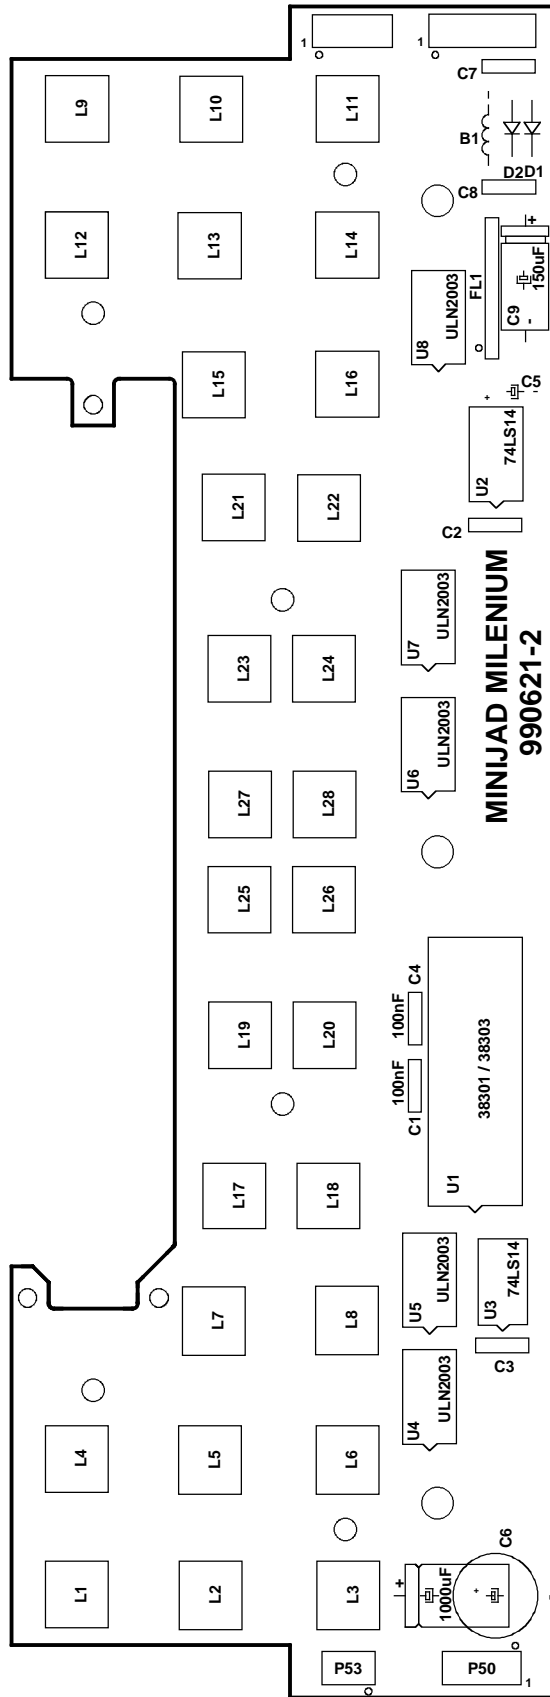 1
1
C7
L9
L10
L11
B1
D2
D1
C8
L12
L13
L14
FL1
+
150uF
C9
-
U8
ULN2003
L15
L16
+
C5
-
74LS14
U2
L21
L22
C2
MINIJAD MILENIUM
990621-2
ULN2003
U7
L23
L24
ULN2003
U6
L27
L28
L25
L26
C4
100nF
L19
L20
100nF
C1
38301 / 38303
U1
L17
L18
ULN2003
U5
74LS14
U3
L7
L8
C3
ULN2003
U4
L4
L5
L6
C6
L1
L2
L3
+
1000uF
+
P53
P50
1